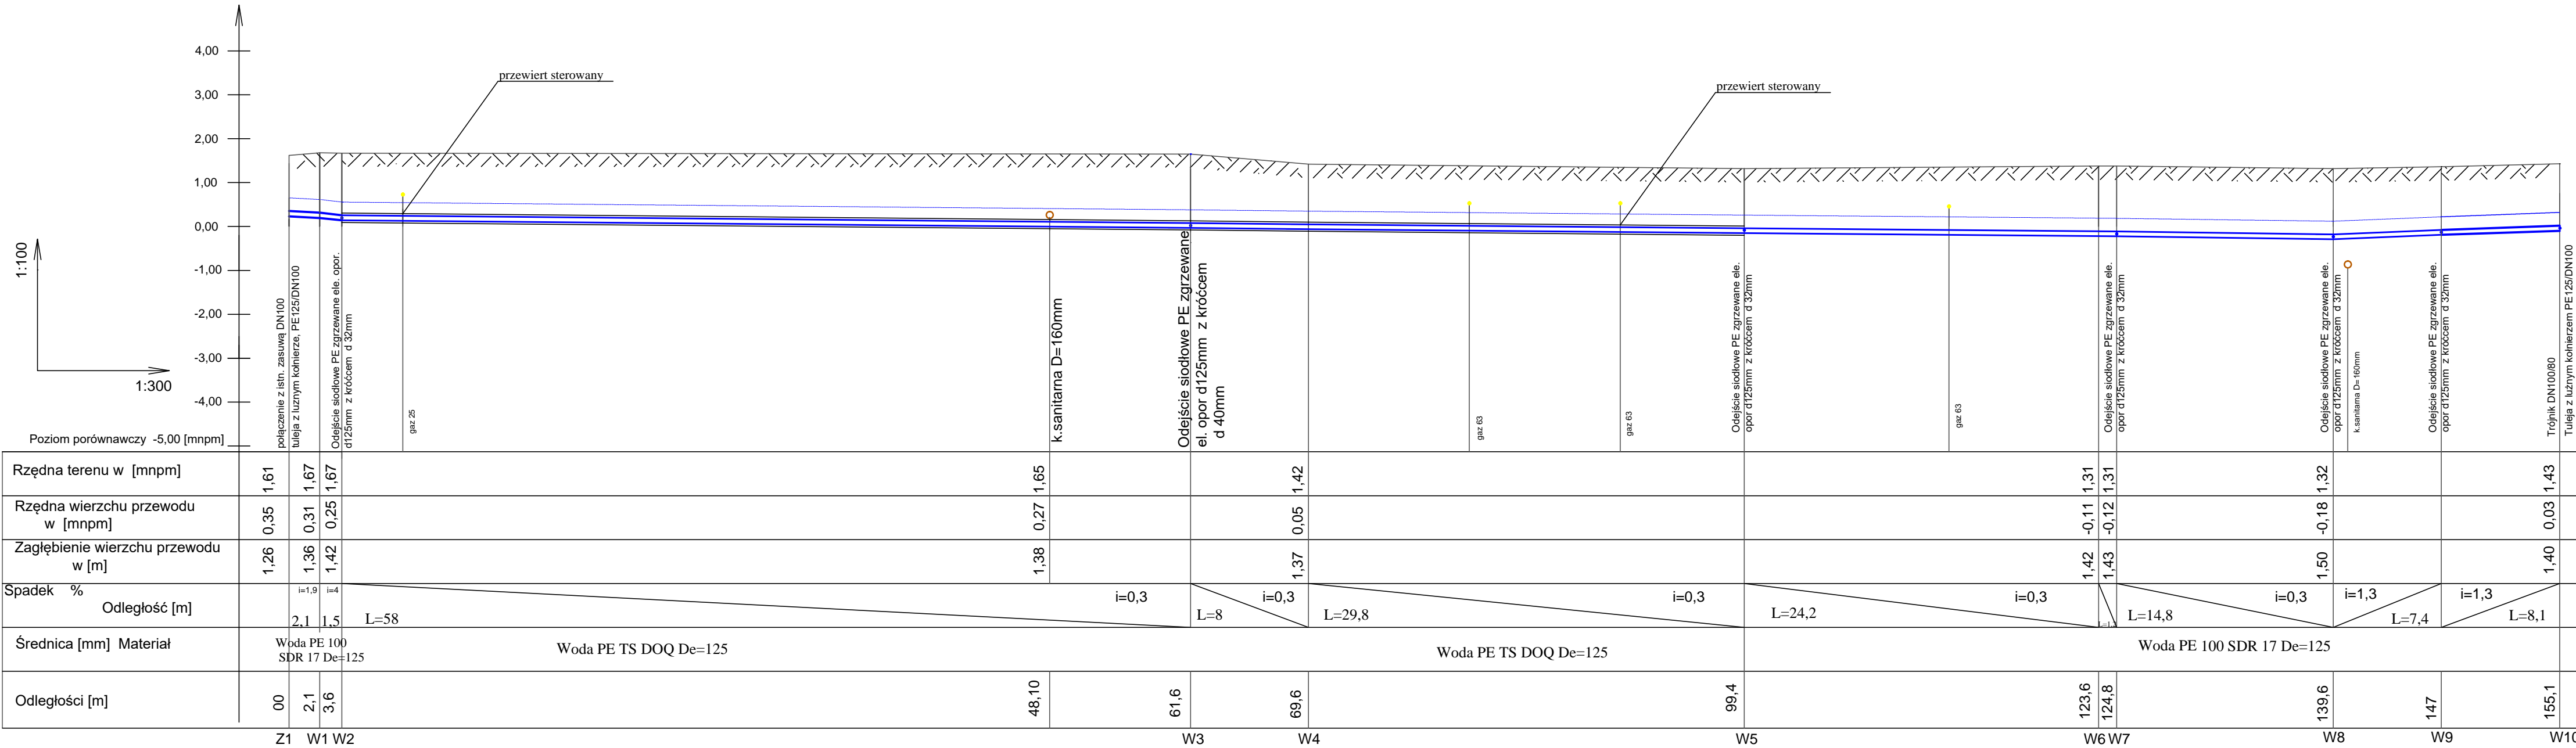 4,00
3,00
2,00
1,00
0,00
-1,00
-2,00
-3,00
-4,00
1:100
1:300
Poziom porównawczy -5,00 [mnpm]
przewiert sterowany
przewiert sterowany
połączenie z istn. zasuwą DN100
tuleja z luznym kołnierze, PE125/DN100
Odejście siodłowe PE zgrzewane ele. opor.
d125mm z króćcem d 32mm
gaz 25
k.sanitarna D=160mm
Odejście siodłowe PE zgrzewane
el. opor d125mm z króćcem
d 40mm
gaz 63
gaz 63
Odejście siodłowe PE zgrzewane ele.
opor d125mm z króćcem d 32mm
gaz 63
Odejście siodłowe PE zgrzewane ele.
opor d125mm z króćcem d 32mm
Odejście siodłowe PE zgrzewane ele.
opor d125mm z króćcem d 32mm
k.sanitarna D=160mm
Odejście siodłowe PE zgrzewane ele.
opor d125mm z króćcem d 32mm
Trójnik DN100/80
Tuleja z luźnym kołnierzem PE125/DN100
Rzędna terenu w [mnpm]
1,61 1,67 1,67 1,65 1,42 1,31 1,31 1,32 1,43
Rzędna wierzchu przewodu
w [mnpm]
0,35 0,31 0,25 0,27 0,05 -0,11 -0,12 -0,18 0,03
Zagłębienie wierzchu przewodu
w [m]
1,26 1,36 1,42 1,38 1,37 1,42 1,43 1,50 1,40
Spadek %
i=1,9 i=4 i=0,3 i=0,3 i=0,3 i=0,3 i=0,3 i=1,3 i=1,3
Odległość [m]
2,1 1,5 L=58 L=8 L=29,8 L=24,2 L=14,8 L=7,4 L=8,1
Średnica [mm] Materiał
Woda PE 100
SDR 17 De=125
Woda PE TS DOQ De=125
Woda PE TS DOQ De=125
Woda PE 100 SDR 17 De=125
Odległości [m]
00 2,1 3,6 48,10 61,6 69,6 99,4 123,6 124,8 139,6 147 155,1
Z1 W1 W2 W3 W4 W5 W6 W7 W8 W9 W10